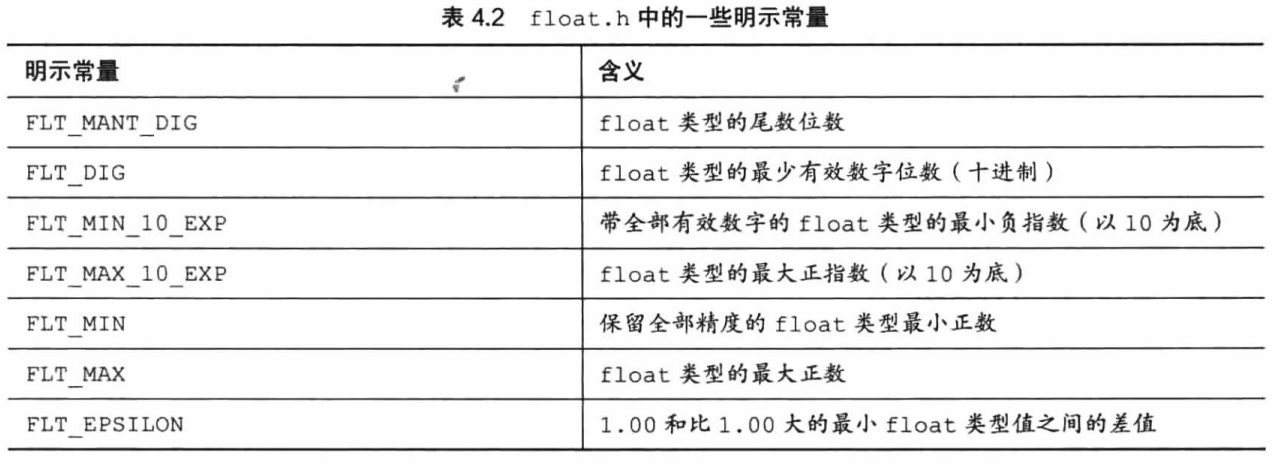 表 4.2 float.h 中的一些明示常量
明示常量 含义
FLT_MANT_DIG float 类型的尾数位数
FLT_DIG float 类型的最少有效数字位数（十进制）
FLT_MIN_10_EXP 带全部有效数字的 float 类型的最小负指数（以 10 为底）
FLT_MAX_10_EXP float 类型的最大正指数（以 10 为底）
FLT_MIN 保留全部精度的 float 类型最小正数
FLT_MAX float 类型的最大正数
FLT_EPSILON 1.00 和比 1.00 大的最小 float 类型值之间的差值